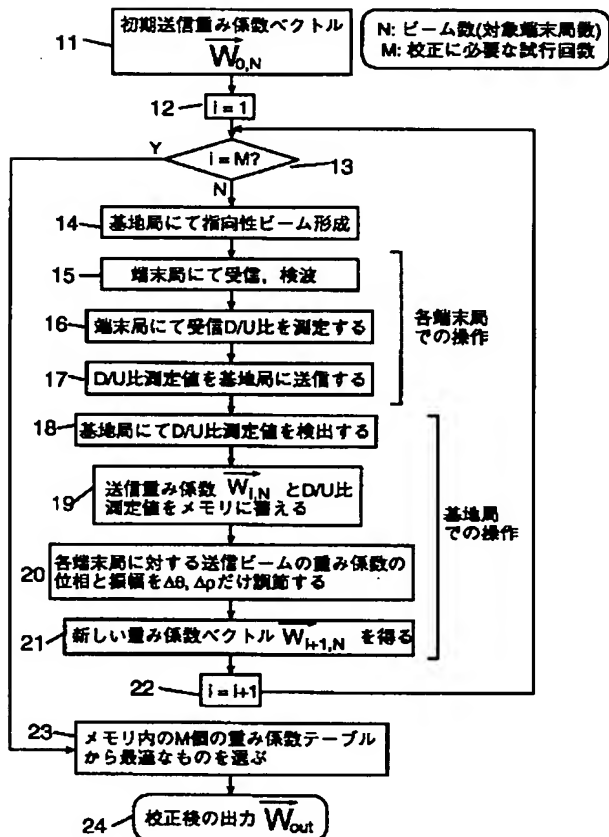 11
初期送信重み係数ベクトル
W0,N
N: ビーム数(対象端末局数)
M: 校正に必要な試行回数
12
i = 1
Y
i = M?
13
N
14
基地局にて指向性ビーム形成
15
端末局にて受信，検波
16
端末局にて受信D/U比を測定する
17
D/U比測定値を基地局に送信する
各端末局
での操作
18
基地局にてD/U比測定値を検出する
19
送信重み係数 Wi,N とD/U比
測定値をメモリに蓄える
20
各端末局に対する送信ビームの重み係数の
位相と振幅をΔθ, Δρだけ調節する
21
新しい重み係数ベクトル Wi+1,N を得る
基地局
での操作
22
i = i+1
23
メモリ内のM個の重み係数テーブル
から最適なものを選ぶ
24
校正後の出力 Wout